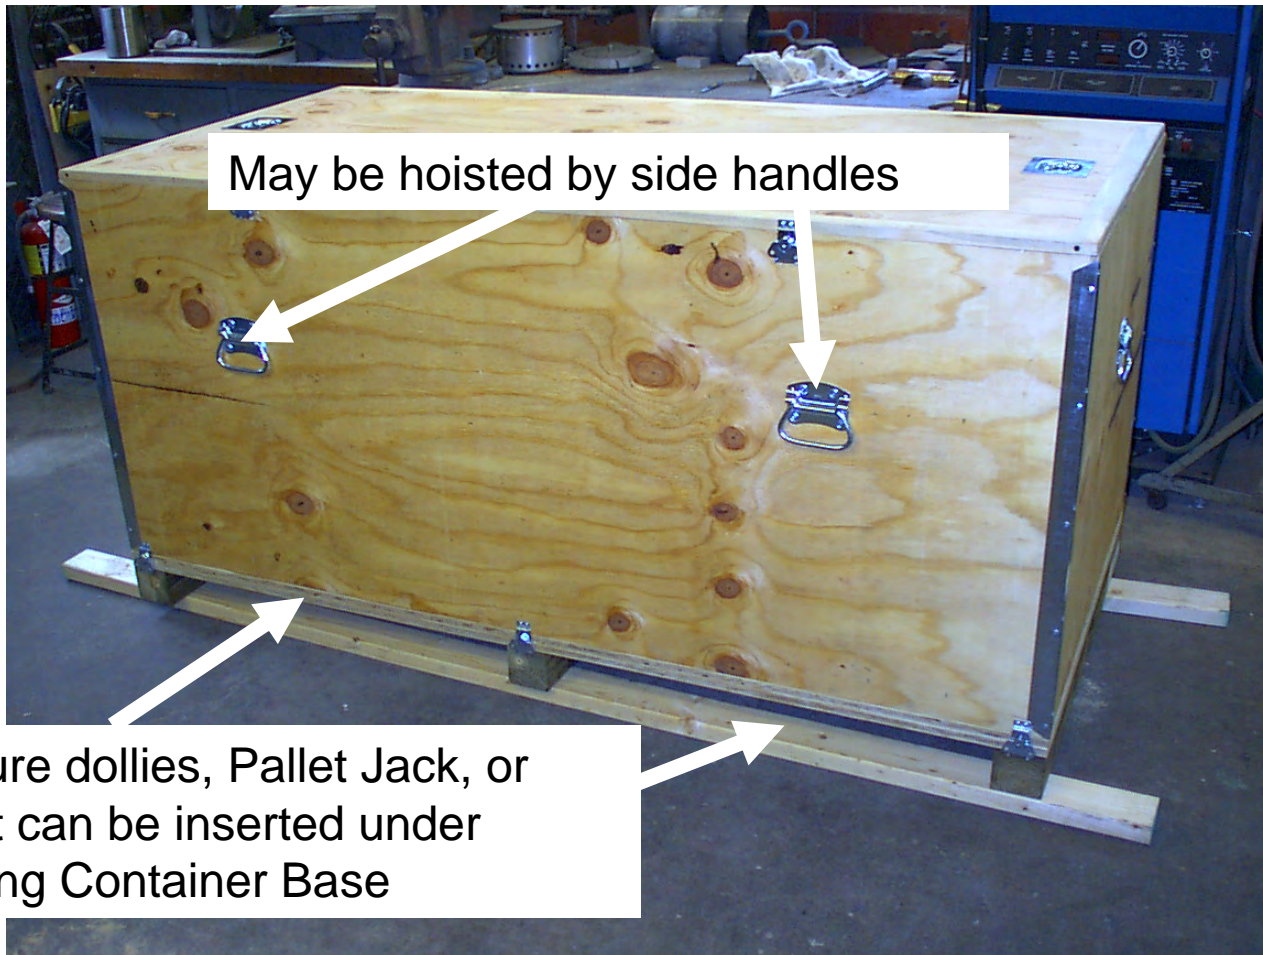 May be hoisted by side handles
ure dollies, Pallet Jack, or
t can be inserted under
ng Container Base